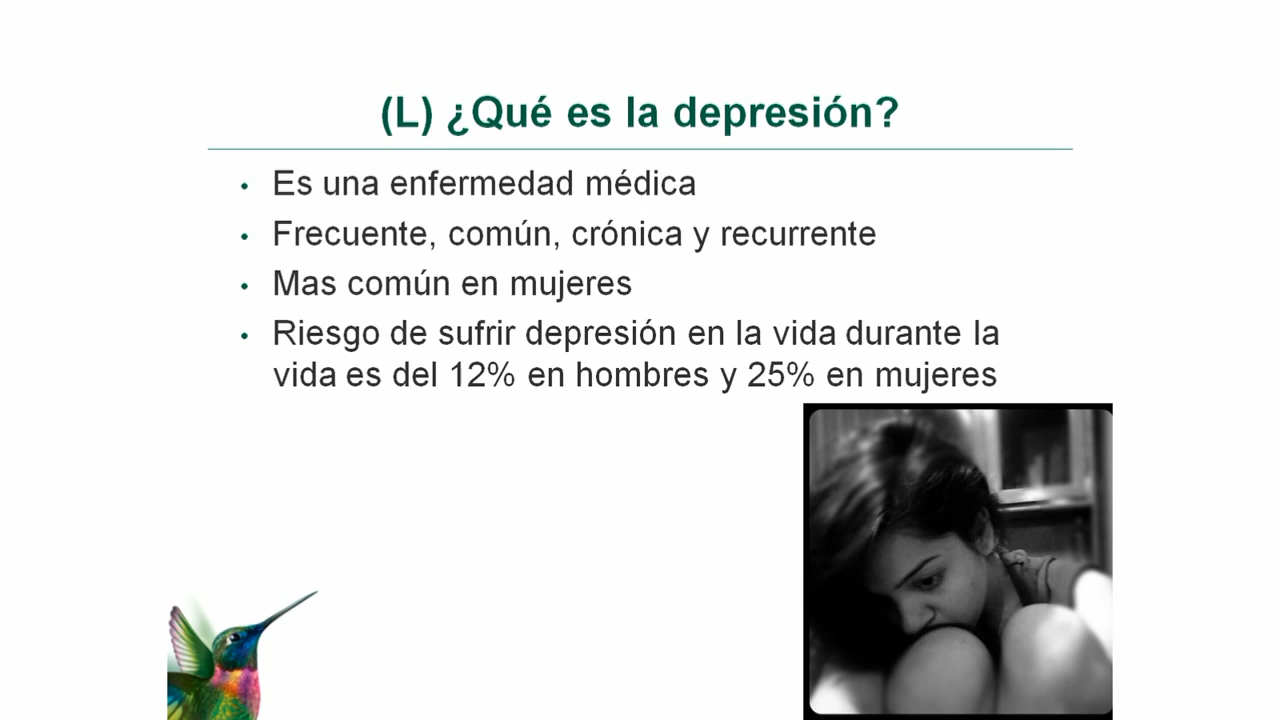 (L) ¿Qué es la depresión?
• Es una enfermedad médica
• Frecuente, común, crónica y recurrente
• Mas común en mujeres
• Riesgo de sufrir depresión en la vida durante la
vida es del 12% en hombres y 25% en mujeres